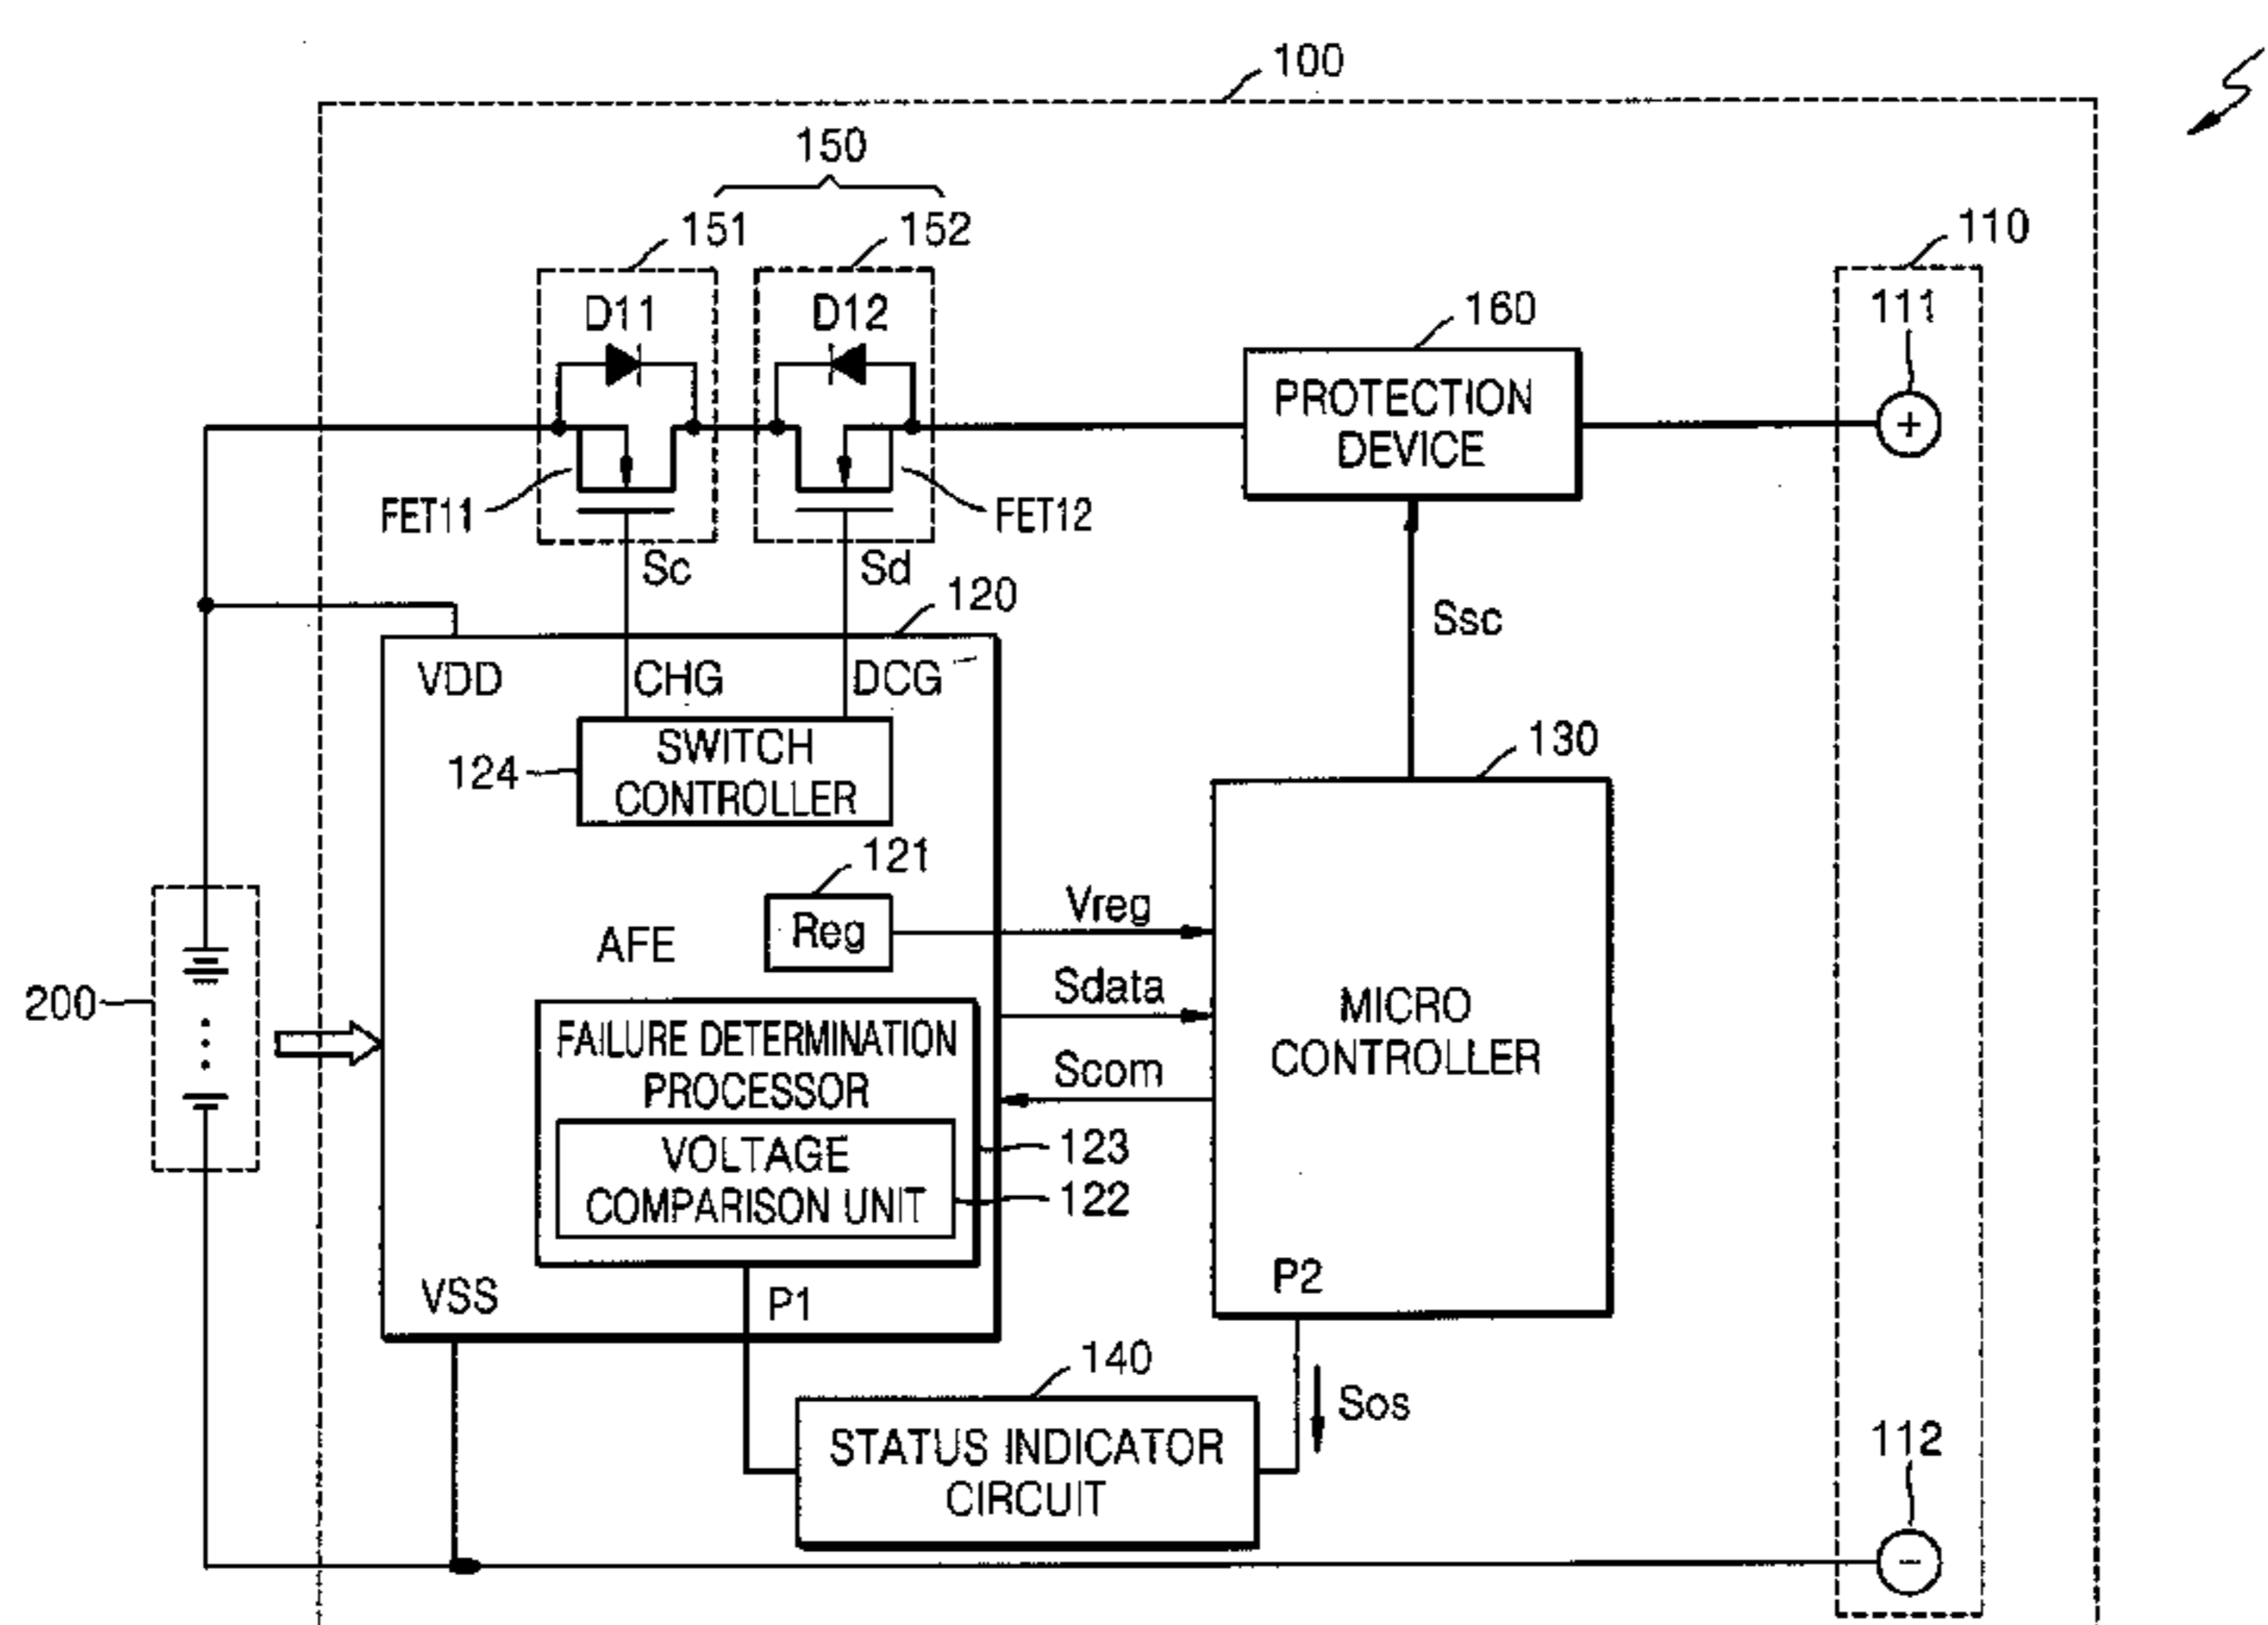 100
150
151
152
110
D11
D12
160
111
PROTECTION
DEVICE
+
FET11
FET12
Sc
Sd
120
Ssc
VDD
CHG
DCG
SWITCH
CONTROLLER
124
130
121
Reg
Vreg
AFE
200
Sdata
MICRO
CONTROLLER
FAILURE DETERMINATION
PROCESSOR
Scom
VOLTAGE
COMPARISON UNIT
123
122
VSS
P1
P2
140
Sos
STATUS INDICATOR
CIRCUIT
112
-